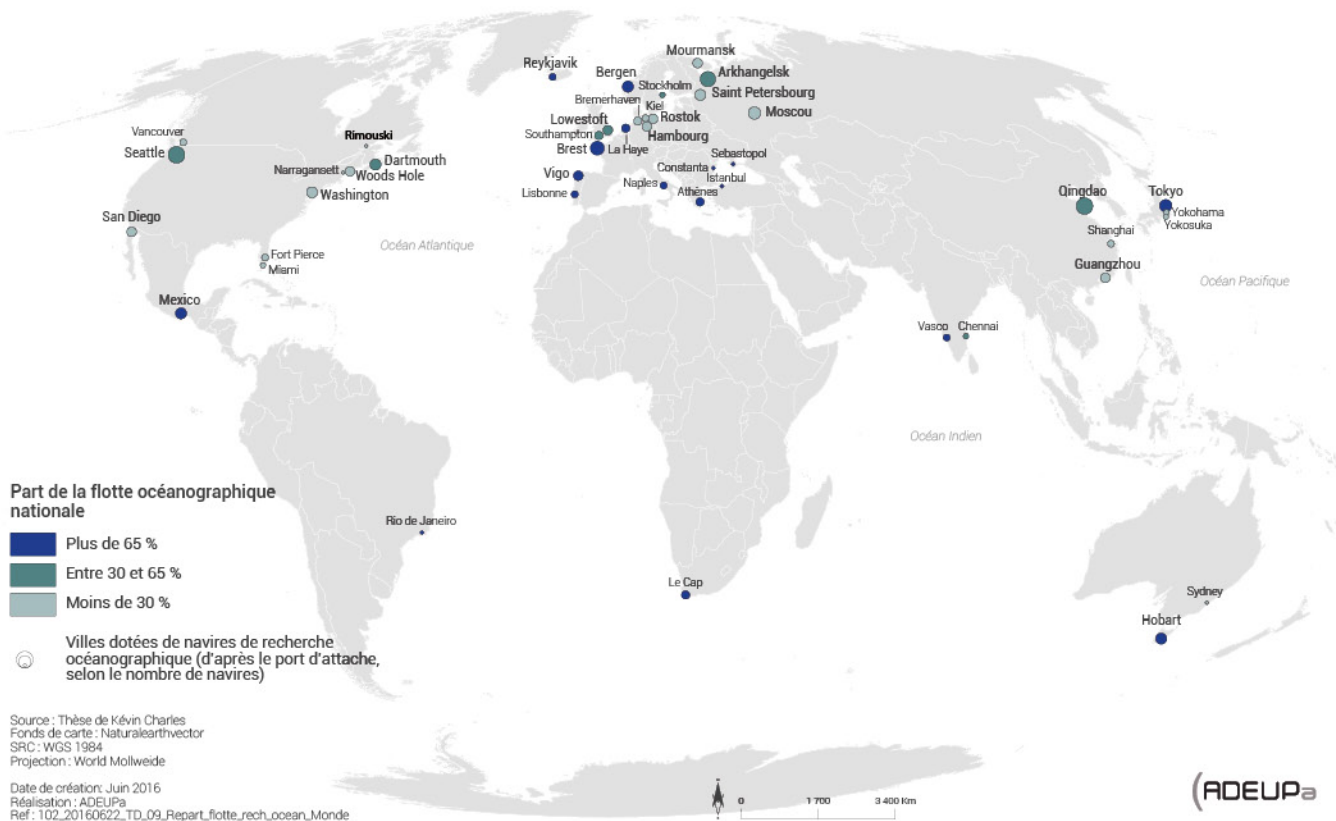 Mourmansk
Reykjavik
Bergen
Arkhangelsk
Stockholm
Saint Petersbourg
Bremerhaven
Kiel
Rostok
Moscou
Lowestoft
Southampton
Hambourg
Brest
La Haye
Sebastopol
Constanta
Istanbul
Vigo
Naples
Athènes
Lisbonne
Vancouver
Seattle
Rimouski
Dartmouth
Narragansett
Woods Hole
Washington
San Diego
Fort Pierce
Miami
Mexico
Océan Atlantique
Qingdao
Tokyo
Yokohama
Yokosuka
Shanghai
Guangzhou
Océan Pacifique
Vasco
Chennai
Océan Indien
Rio de Janeiro
Le Cap
Sydney
Hobart
Part de la flotte océanographique
nationale
Plus de 65 %
Entre 30 et 65 %
Moins de 30 %
Villes dotées de navires de recherche
océanographique (d'après le port d'attache,
selon le nombre de navires)
Source : Thèse de Kévin Charles
Fonds de carte : Naturalearthvector
SRC : WGS 1984
Projection : World Mollweide
Date de création: Juin 2016
Réalisation : ADEUPa
Ref : 102_20160622_TD_09_Repart_flotte_rech_ocean_Monde
0 1 700 3 400 Km
ADEUPa